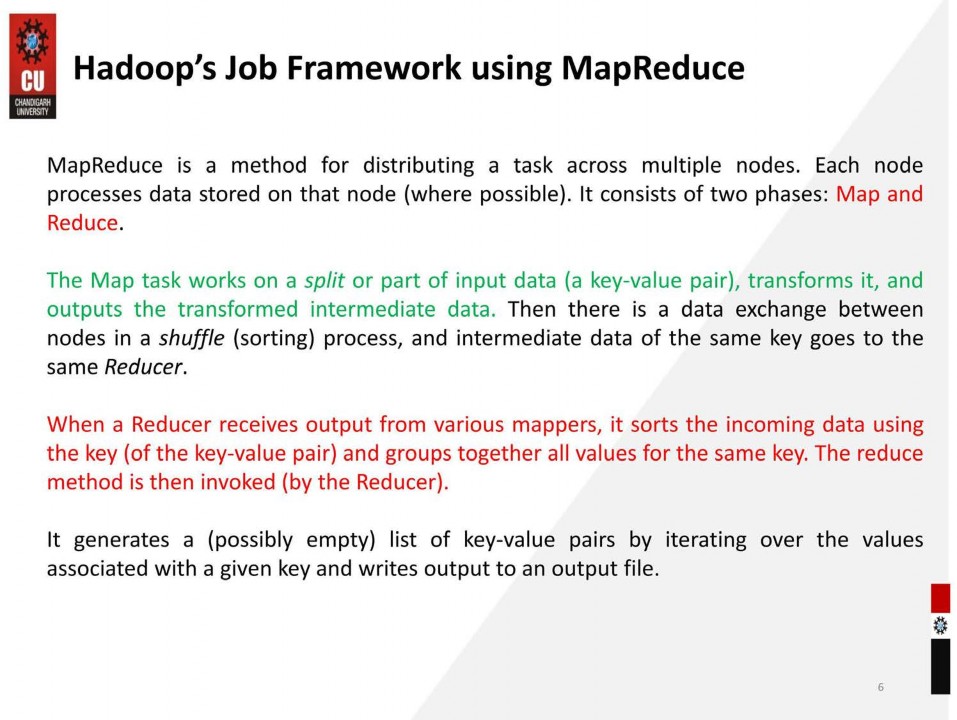 CU
CHANDIGARH
UNIVERSITY
Hadoop’s Job Framework using MapReduce
MapReduce is a method for distributing a task across multiple nodes. Each node
processes data stored on that node (where possible). It consists of two phases: Map and
Reduce.
The Map task works on a split or part of input data (a key-value pair), transforms it, and
outputs the transformed intermediate data. Then there is a data exchange between
nodes in a shuffle (sorting) process, and intermediate data of the same key goes to the
same Reducer.
When a Reducer receives output from various mappers, it sorts the incoming data using
the key (of the key-value pair) and groups together all values for the same key. The reduce
method is then invoked (by the Reducer).
It generates a (possibly empty) list of key-value pairs by iterating over the values
associated with a given key and writes output to an output file.
6